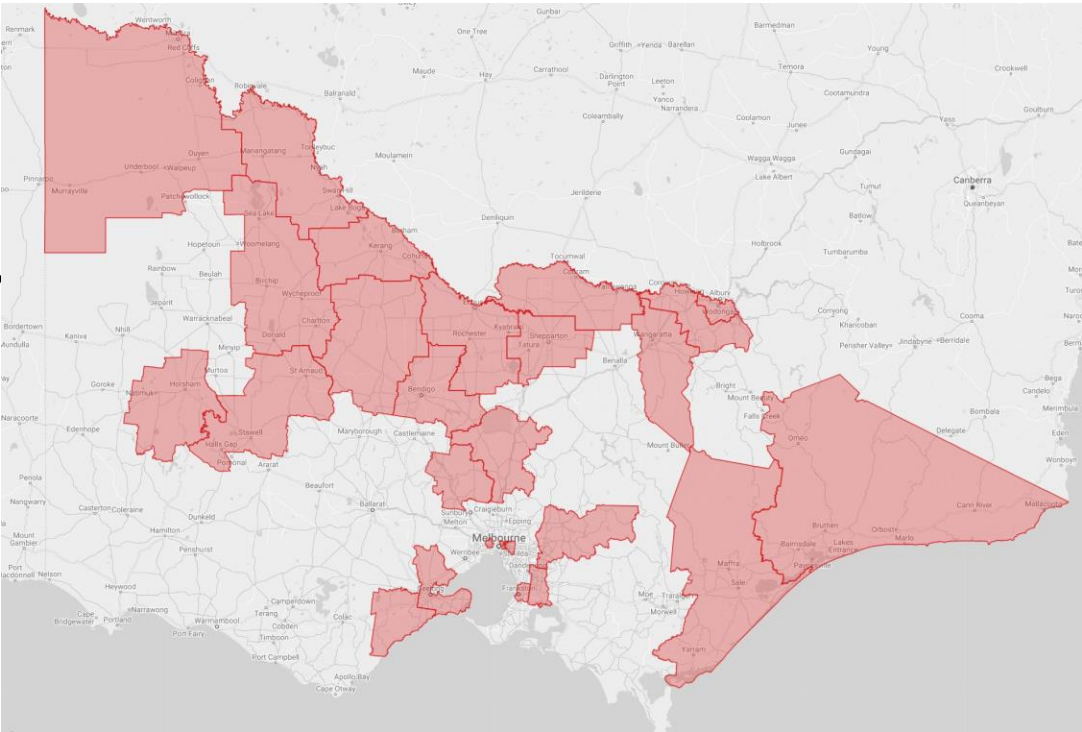 Gunbar
Barmedman
Wentworth
Renmark
One Tree
Griffith
Yenda
Barellan
Young
Red Cliffs
Temora
Maude
Hay
Carrathool
Darlington
Point
Leeton
Crookwell
Colignan
Robinvale
Balranald
Yanco
Narrandera
Cootamundra
Coleambally
Coolamon
Junee
Yass
Goulburn
Manangatang
Tooleybuc
Ouyen
Moulamein
Gundagai
Underbool
Walpeup
Nyah
Wagga Wagga
Lake Albert
Pinnaroo
Murrayville
Patchewollock
Swan Hill
Jerilderie
Tumut
Canberra
Queanbeyan
Sea Lake
Lake Boga
Deniliquin
Batlow
Hopetoun
Woomelang
Barham
Kerang
Holbrook
Tumbarumba
Cohuna
Tocumwal
Cobram
Rainbow
Beulah
Birchip
Wycheproof
Albury
Wodonga
Jeparit
Corryong
Khancoban
Cooma
Warracknabeal
Charlton
Donald
Rochester
Kyabram
Shepparton
Tatura
Wangaratta
Perisher Valley
Jindabyne
Berridale
Bordertown
Kaniva
Nhill
Minyip
Murtoa
St Arnaud
Benalla
Goroke
Horsham
Natimuk
Bendigo
Bright
Mount Beauty
Falls Creek
Bega
Candelo
Merimbula
Bombala
Naracoorte
Edenhope
Stawell
Halls Gap
Pomonal
Ararat
Maryborough
Castlemaine
Mount Buller
Omeo
Delegate
Eden
Penola
Beaufort
Nangwarry
Casterton
Coleraine
Dunkeld
Ballarat
Sunbury
Craigieburn
Melton
Epping
Cann River
Mallacoota
Mount
Gambier
Hamilton
Penshurst
Melbourne
Werribee
St Kilda
Bruthen
Orbost
Marlo
Bairnsdale
Lakes
Entrance
Paynesville
Port
Macdonnell
Nelson
Heywood
Camperdown
Geelong
Frankston
Maffra
Sale
Moe
Morwell
Cape
Bridgewater
Portland
Narrawong
Port Fairy
Warrnambool
Terang
Cobden
Timboon
Colac
Port Campbell
Yarram
Apollo Bay
Cape Otway